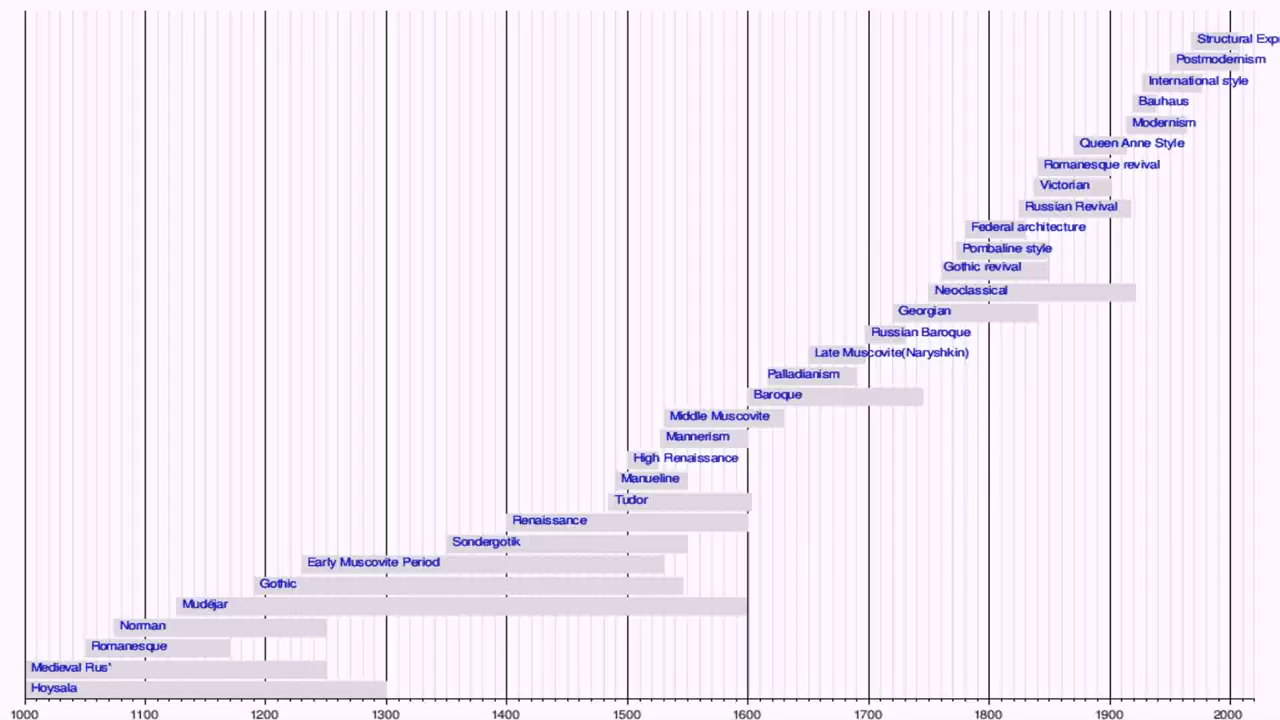 Structural Exp
Postmodernism
International style
Bauhaus
Modernism
Queen Anne Style
Romanesque revival
Victorian
Russian Revival
Federal architecture
Pombaline style
Gothic revival
Neoclassical
Georgian
Russian Baroque
Late Muscovite(Naryshkin)
Palladianism
Baroque
Middle Muscovite
Mannerism
High Renaissance
Manueline
Tudor
Renaissance
Sondergotik
Early Muscovite Period
Gothic
Mudéjar
Norman
Romanesque
Medieval Rus'
Hoysala
1000 1100 1200 1300 1400 1500 1600 1700 1800 1900 2000